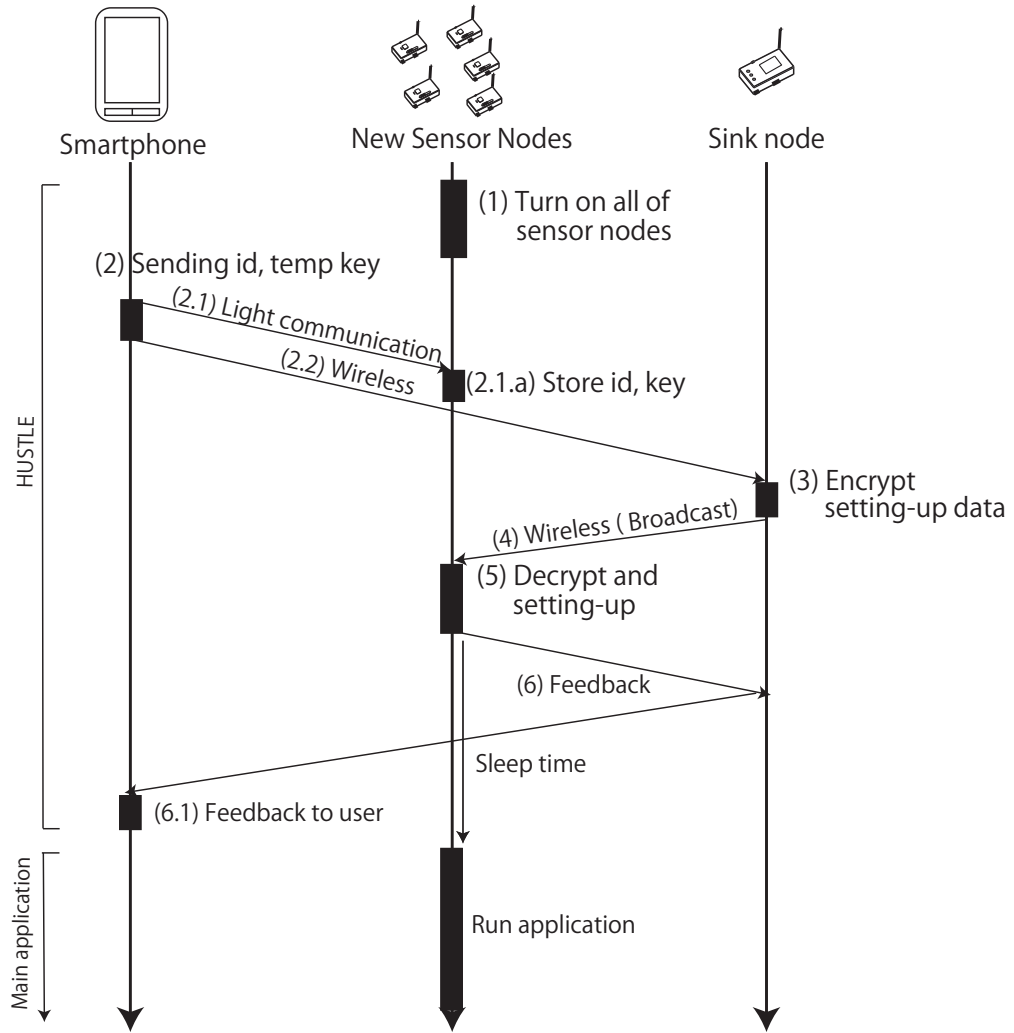 Smartphone
New Sensor Nodes
Sink node
(1) Turn on all of
sensor nodes
(2) Sending id, temp key
(2.1) Light communication
(2.2) Wireless
(2.1.a) Store id, key
HUSTLE
(3) Encrypt
setting-up data
(4) Wireless ( Broadcast)
(5) Decrypt and
setting-up
(6) Feedback
Sleep time
(6.1) Feedback to user
Main application
Run application